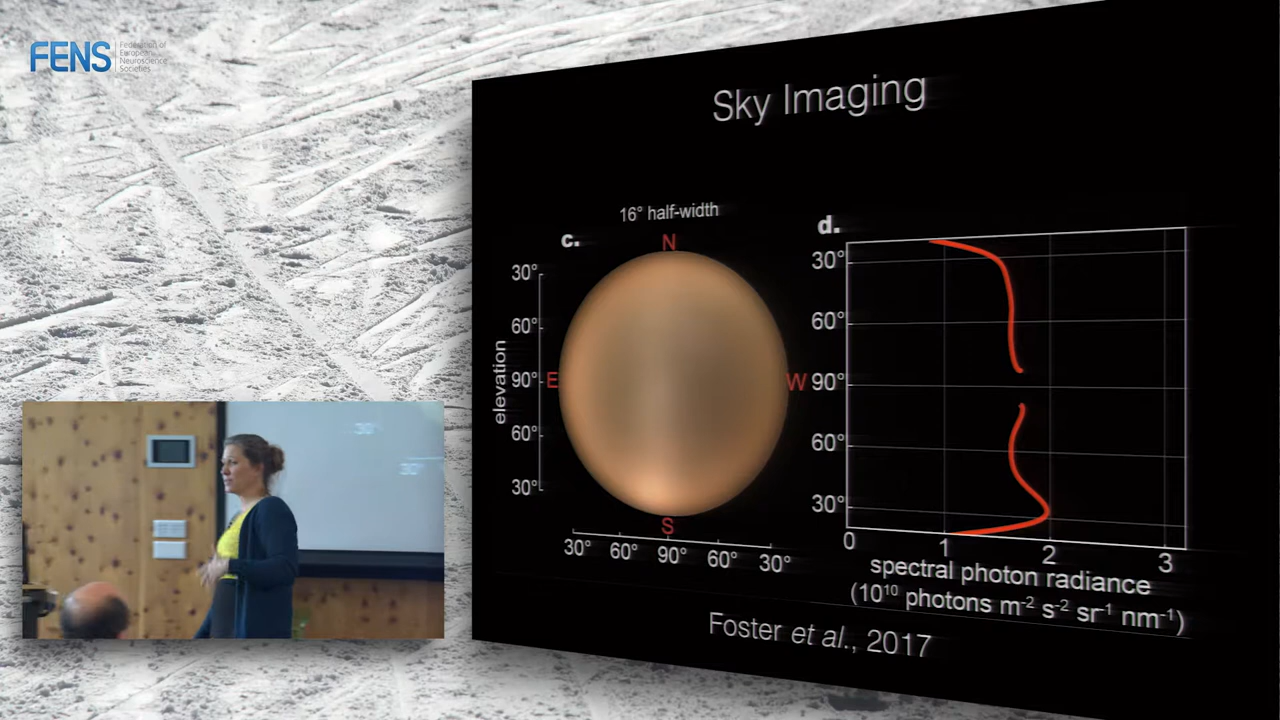 FENS
Federation of
European
Neuroscience
Societies
Sky Imaging
16° half-width
c.
N
30°
60°
90°
60°
30°
elevation
E
W
S
30° 60° 90° 60° 30°
d.
30°
60°
90°
60°
30°
0 1 2 3
spectral photon radiance
(10¹⁰ photons m⁻² s⁻² sr⁻¹ nm⁻¹)
Foster et al., 2017
30°
30°